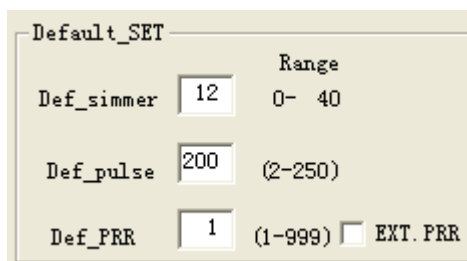 Default_SET
Range
Def_simmer 12 0- 40
Def_pulse 200 (2-250)
Def_PRR 1 (1-999) EXT.PRR